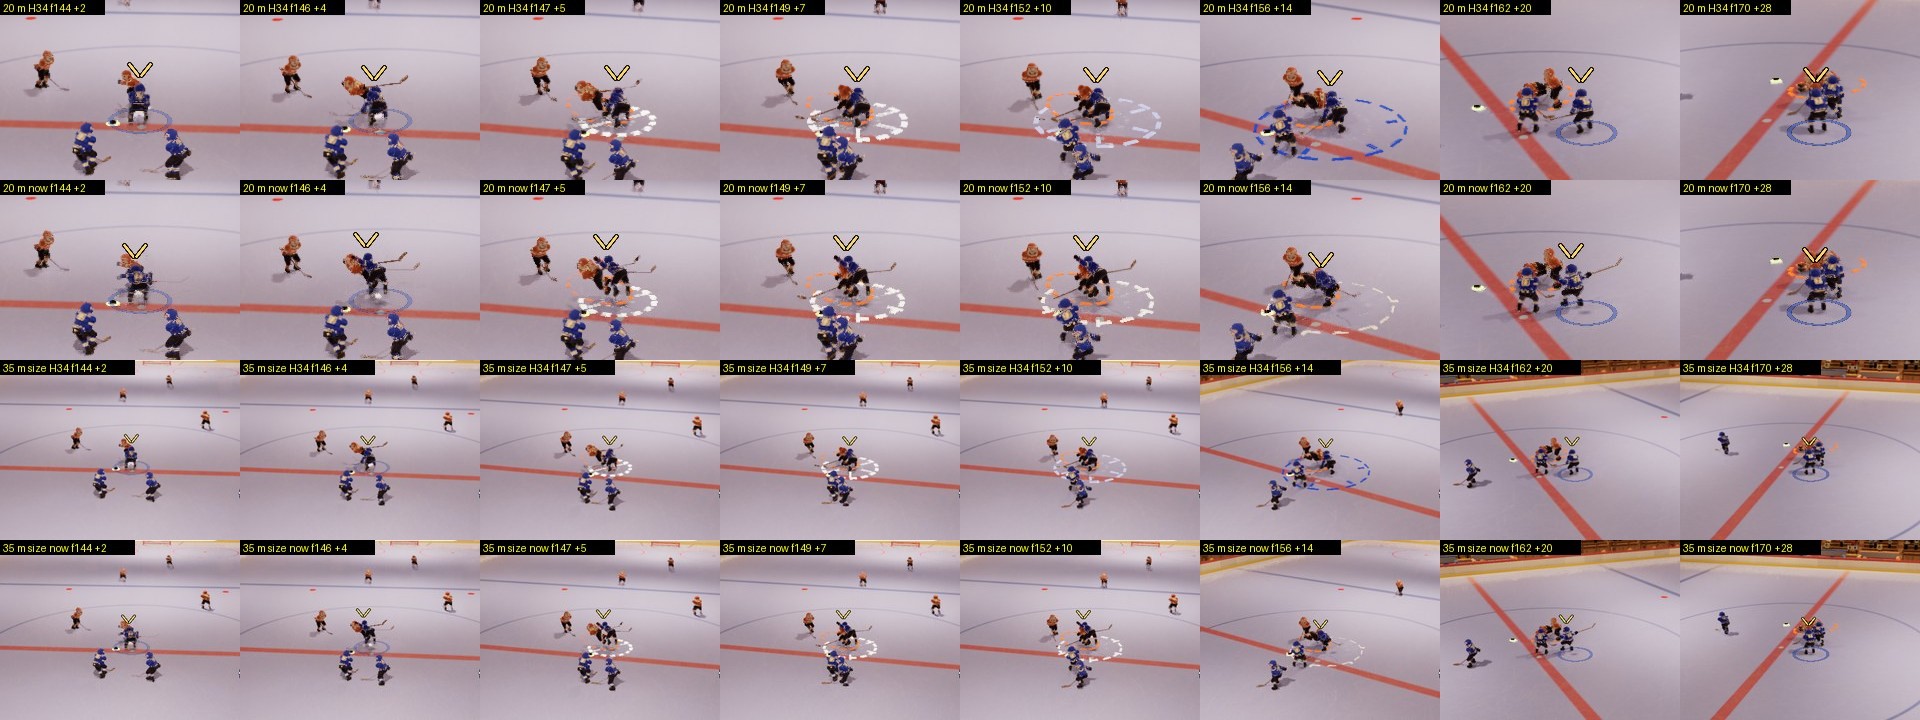 20 m H34 f144 +2
20 m H34 f146 +4
20 m H34 f147 +5
20 m H34 f149 +7
20 m H34 f152 +10
20 m H34 f156 +14
20 m H34 f162 +20
20 m H34 f170 +28
20 m now f144 +2
20 m now f146 +4
20 m now f147 +5
20 m now f149 +7
20 m now f152 +10
20 m now f156 +14
20 m now f162 +20
20 m now f170 +28
35 m size H34 f144 +2
35 m size H34 f146 +4
35 m size H34 f147 +5
35 m size H34 f149 +7
35 m size H34 f152 +10
35 m size H34 f156 +14
35 m size H34 f162 +20
35 m size H34 f170 +28
35 m size now f144 +2
35 m size now f146 +4
35 m size now f147 +5
35 m size now f149 +7
35 m size now f152 +10
35 m size now f156 +14
35 m size now f162 +20
35 m size now f170 +28